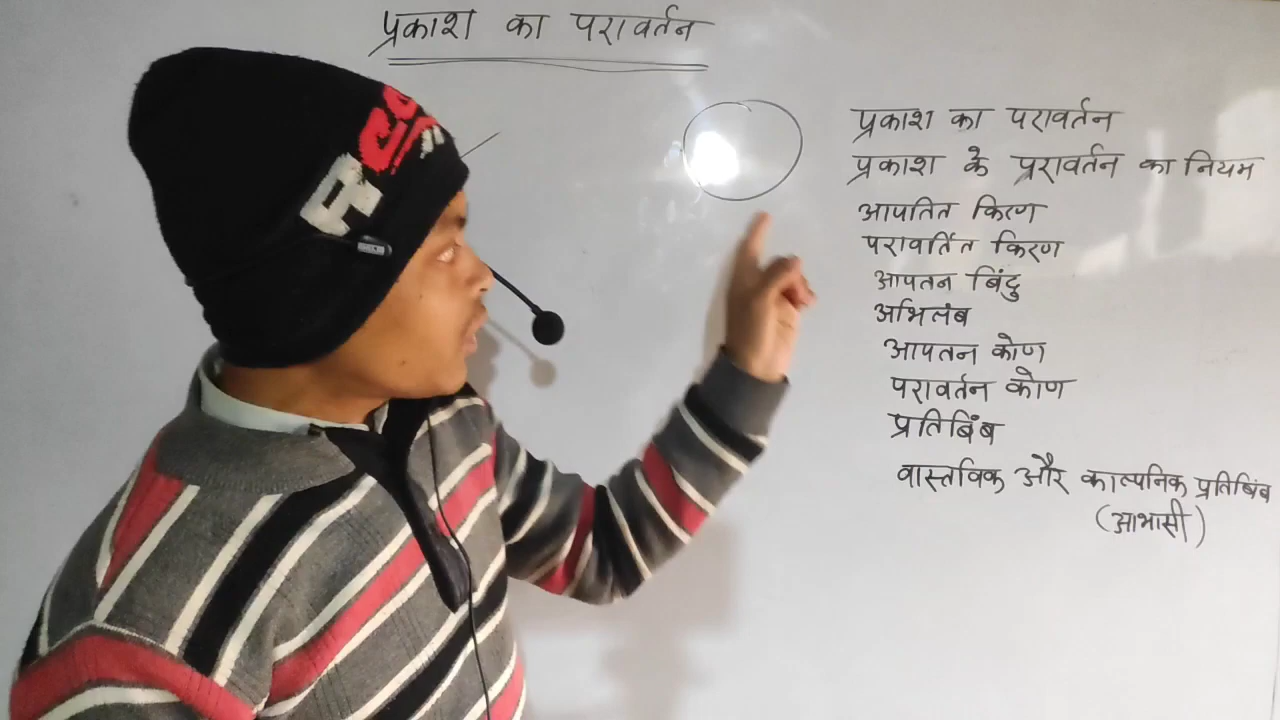 प्रकाश का परावर्तन
प्रकाश का परावर्तन
प्रकाश के परावर्तन का नियम
आपतित किरण
परावर्तित किरण
आपतन बिंदु
अभिलंब
आपतन कोण
परावर्तन कोण
प्रतिबिंब
वास्तविक और काल्पनिक प्रतिबिंब
(आभासी)